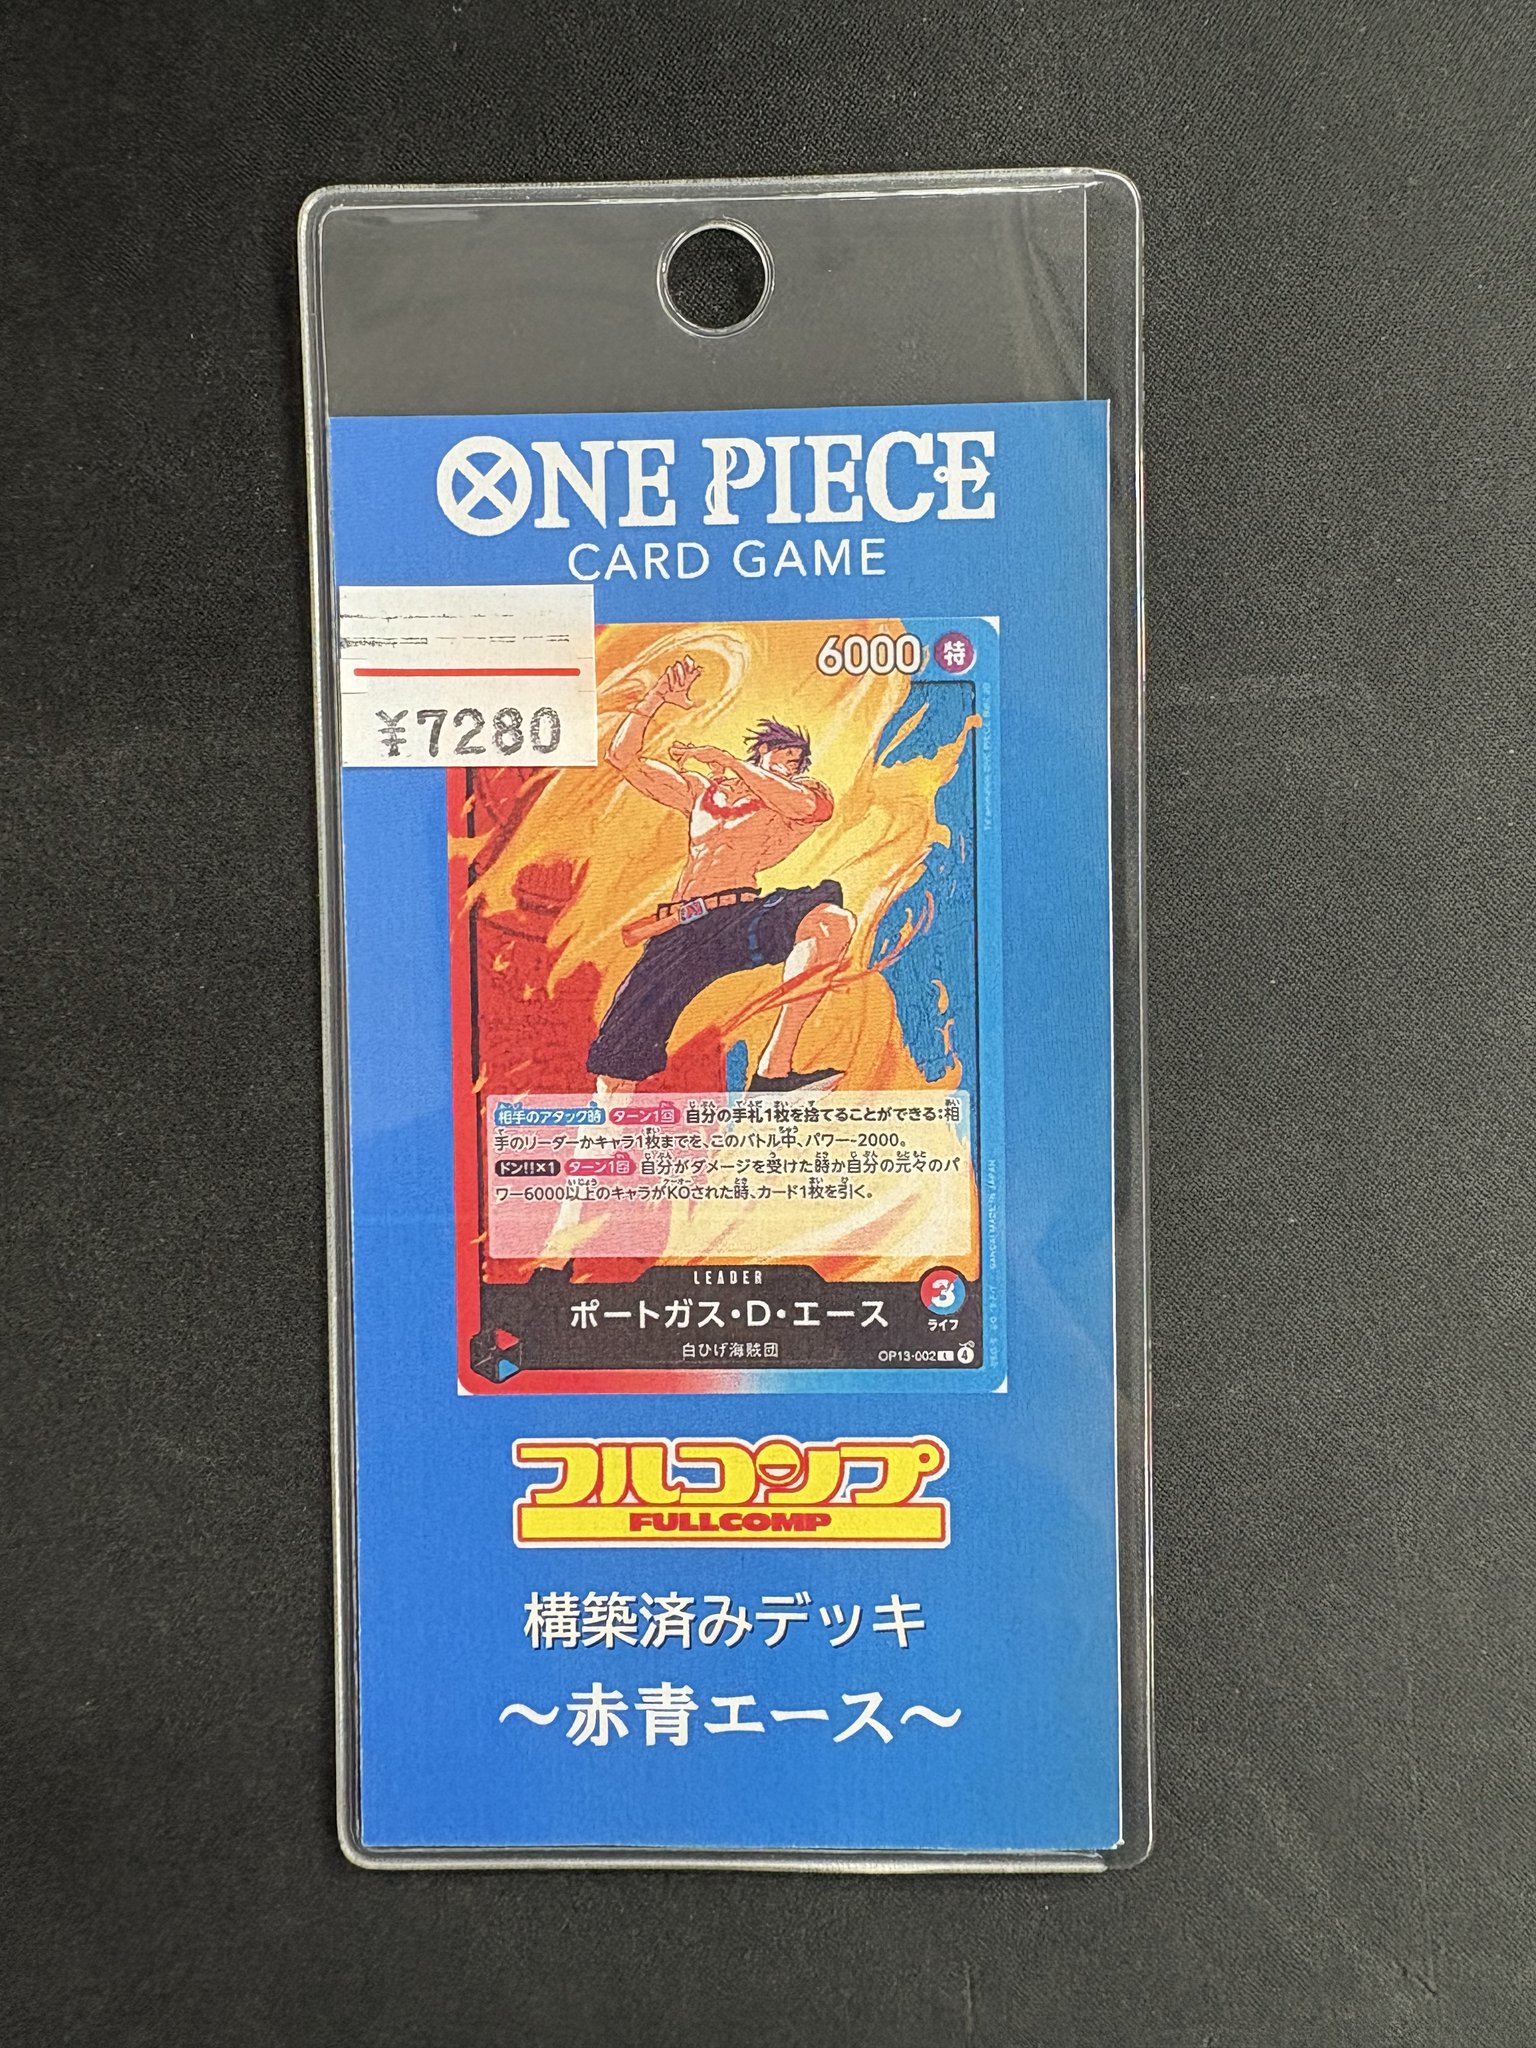 ONE PIECE
CARD GAME
¥7280
6000 特
相手のアタック時 ターン1回 自分の手札1枚を捨てることができる:相
手のリーダーかキャラ1枚までを、このバトル中、パワー-2000。
ドン!!×1 ターン1回 自分がダメージを受けた時か自分の元々のパ
ワー6000以上のキャラがKOされた時、カード1枚を引く。
LEADER
ポートガス・D・エース
3
ライフ
白ひげ海賊団
OP13-002 L 4
フルコンプ
FULLCOMP
構築済みデッキ
～赤青エース～